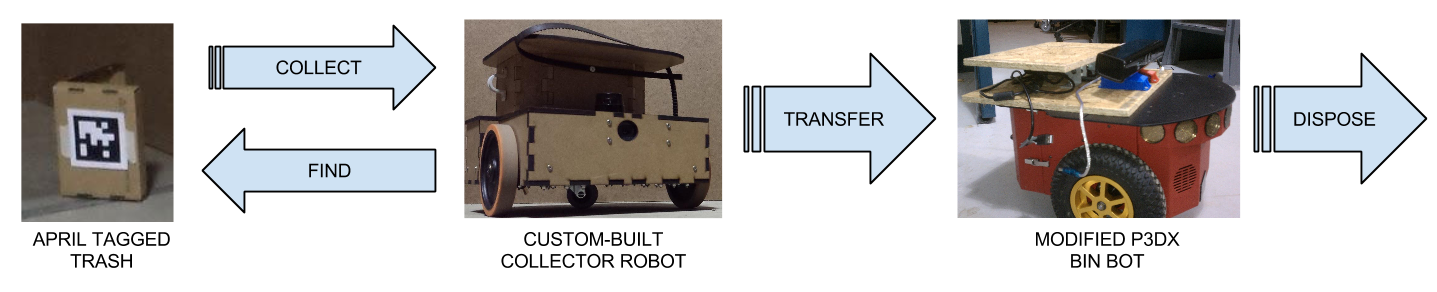 COLLECT
FIND
TRANSFER
DISPOSE
APRIL TAGGED
TRASH
CUSTOM-BUILT
COLLECTOR ROBOT
MODIFIED P3DX
BIN BOT